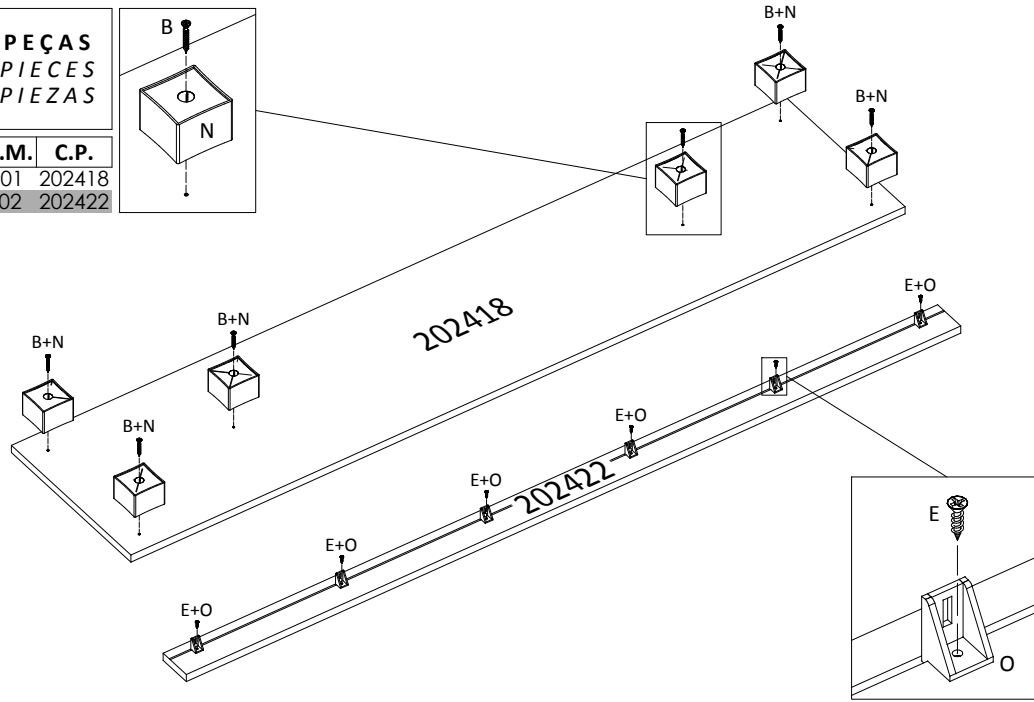 PEÇAS
PIECES
PIEZAS
.M. C.P.
01 202418
02 202422
B
N
B+N
B+N
B+N
B+N
B+N
202418
E+O
E+O
E+O
E+O
E+O
202422
E
O